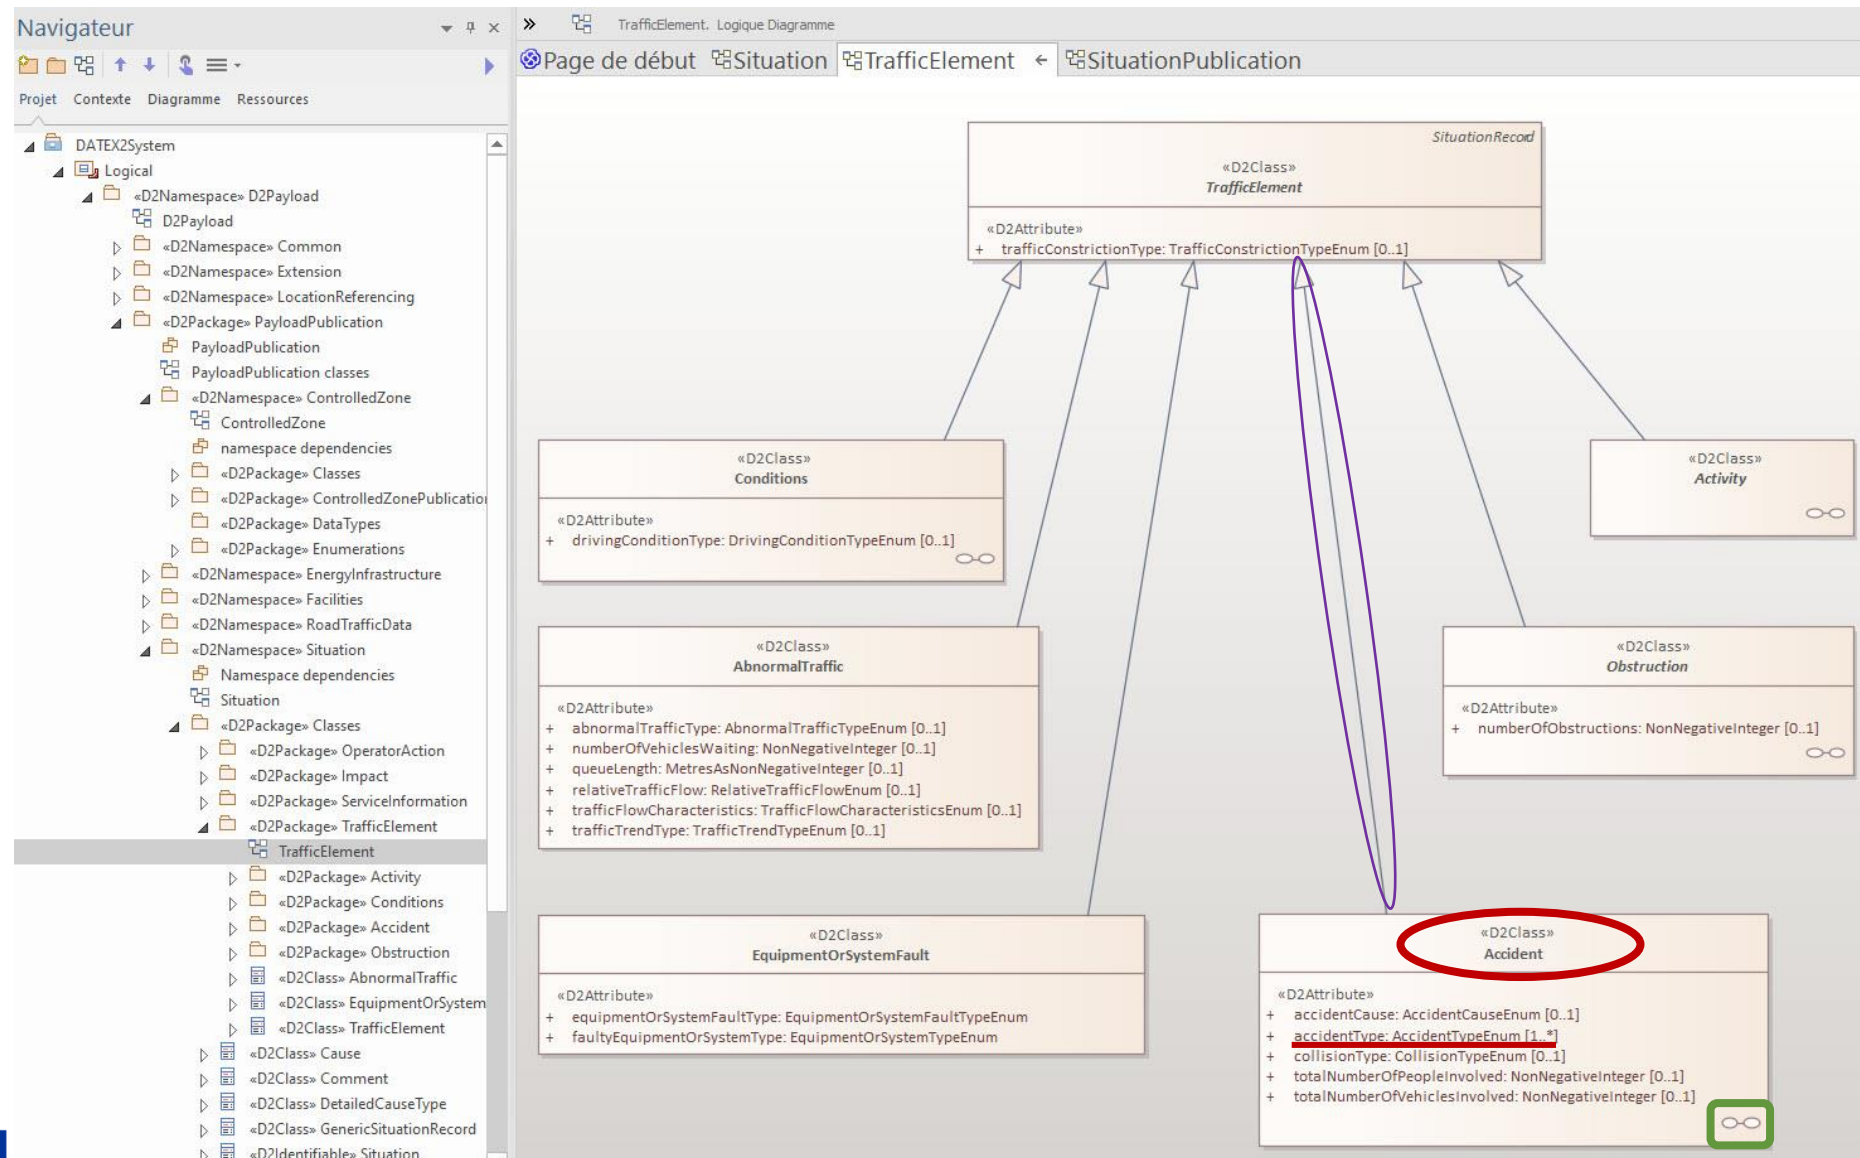 Navigateur
Projet Contexte Diagramme Ressources
DATEX2System
Logical
«D2Namespace» D2Payload
D2Payload
«D2Namespace» Common
«D2Namespace» Extension
«D2Namespace» LocationReferencing
«D2Package» PayloadPublication
PayloadPublication
PayloadPublication classes
«D2Namespace» ControlledZone
ControlledZone
namespace dependencies
«D2Package» Classes
«D2Package» ControlledZonePublication
«D2Package» DataTypes
«D2Package» Enumerations
«D2Namespace» EnergyInfrastructure
«D2Namespace» Facilities
«D2Namespace» RoadTrafficData
«D2Namespace» Situation
Namespace dependencies
Situation
«D2Package» Classes
«D2Package» OperatorAction
«D2Package» Impact
«D2Package» ServiceInformation
«D2Package» TrafficElement
TrafficElement
«D2Package» Activity
«D2Package» Conditions
«D2Package» Accident
«D2Package» Obstruction
«D2Class» AbnormalTraffic
«D2Class» EquipmentOrSystem
«D2Class» TrafficElement
«D2Class» Cause
«D2Class» Comment
«D2Class» DetailedCauseType
«D2Class» GenericSituationRecord
«D2Identifiable» Situation
TrafficElement. Logique Diagramme
Page de début Situation TrafficElement SituationPublication
SituationRecord
«D2Class»
TrafficElement
«D2Attribute»
+ trafficConstrictionType: TrafficConstrictionTypeEnum [0..1]
«D2Class»
Conditions
«D2Attribute»
+ drivingConditionType: DrivingConditionTypeEnum [0..1]
«D2Class»
Activity
«D2Class»
AbnormalTraffic
«D2Attribute»
+ abnormalTrafficType: AbnormalTrafficTypeEnum [0..1]
+ numberOfVehiclesWaiting: NonNegativeInteger [0..1]
+ queueLength: MetresAsNonNegativeInteger [0..1]
+ relativeTrafficFlow: RelativeTrafficFlowEnum [0..1]
+ trafficFlowCharacteristics: TrafficFlowCharacteristicsEnum [0..1]
+ trafficTrendType: TrafficTrendTypeEnum [0..1]
«D2Class»
Obstruction
«D2Attribute»
+ numberOfObstructions: NonNegativeInteger [0..1]
«D2Class»
EquipmentOrSystemFault
«D2Attribute»
+ equipmentOrSystemFaultType: EquipmentOrSystemFaultTypeEnum
+ faultyEquipmentOrSystemType: EquipmentOrSystemTypeEnum
«D2Class»
Accident
«D2Attribute»
+ accidentCause: AccidentCauseEnum [0..1]
+ accidentType: AccidentTypeEnum [1..*]
+ collisionType: CollisionTypeEnum [0..1]
+ totalNumberOfPeopleInvolved: NonNegativeInteger [0..1]
+ totalNumberOfVehiclesInvolved: NonNegativeInteger [0..1]